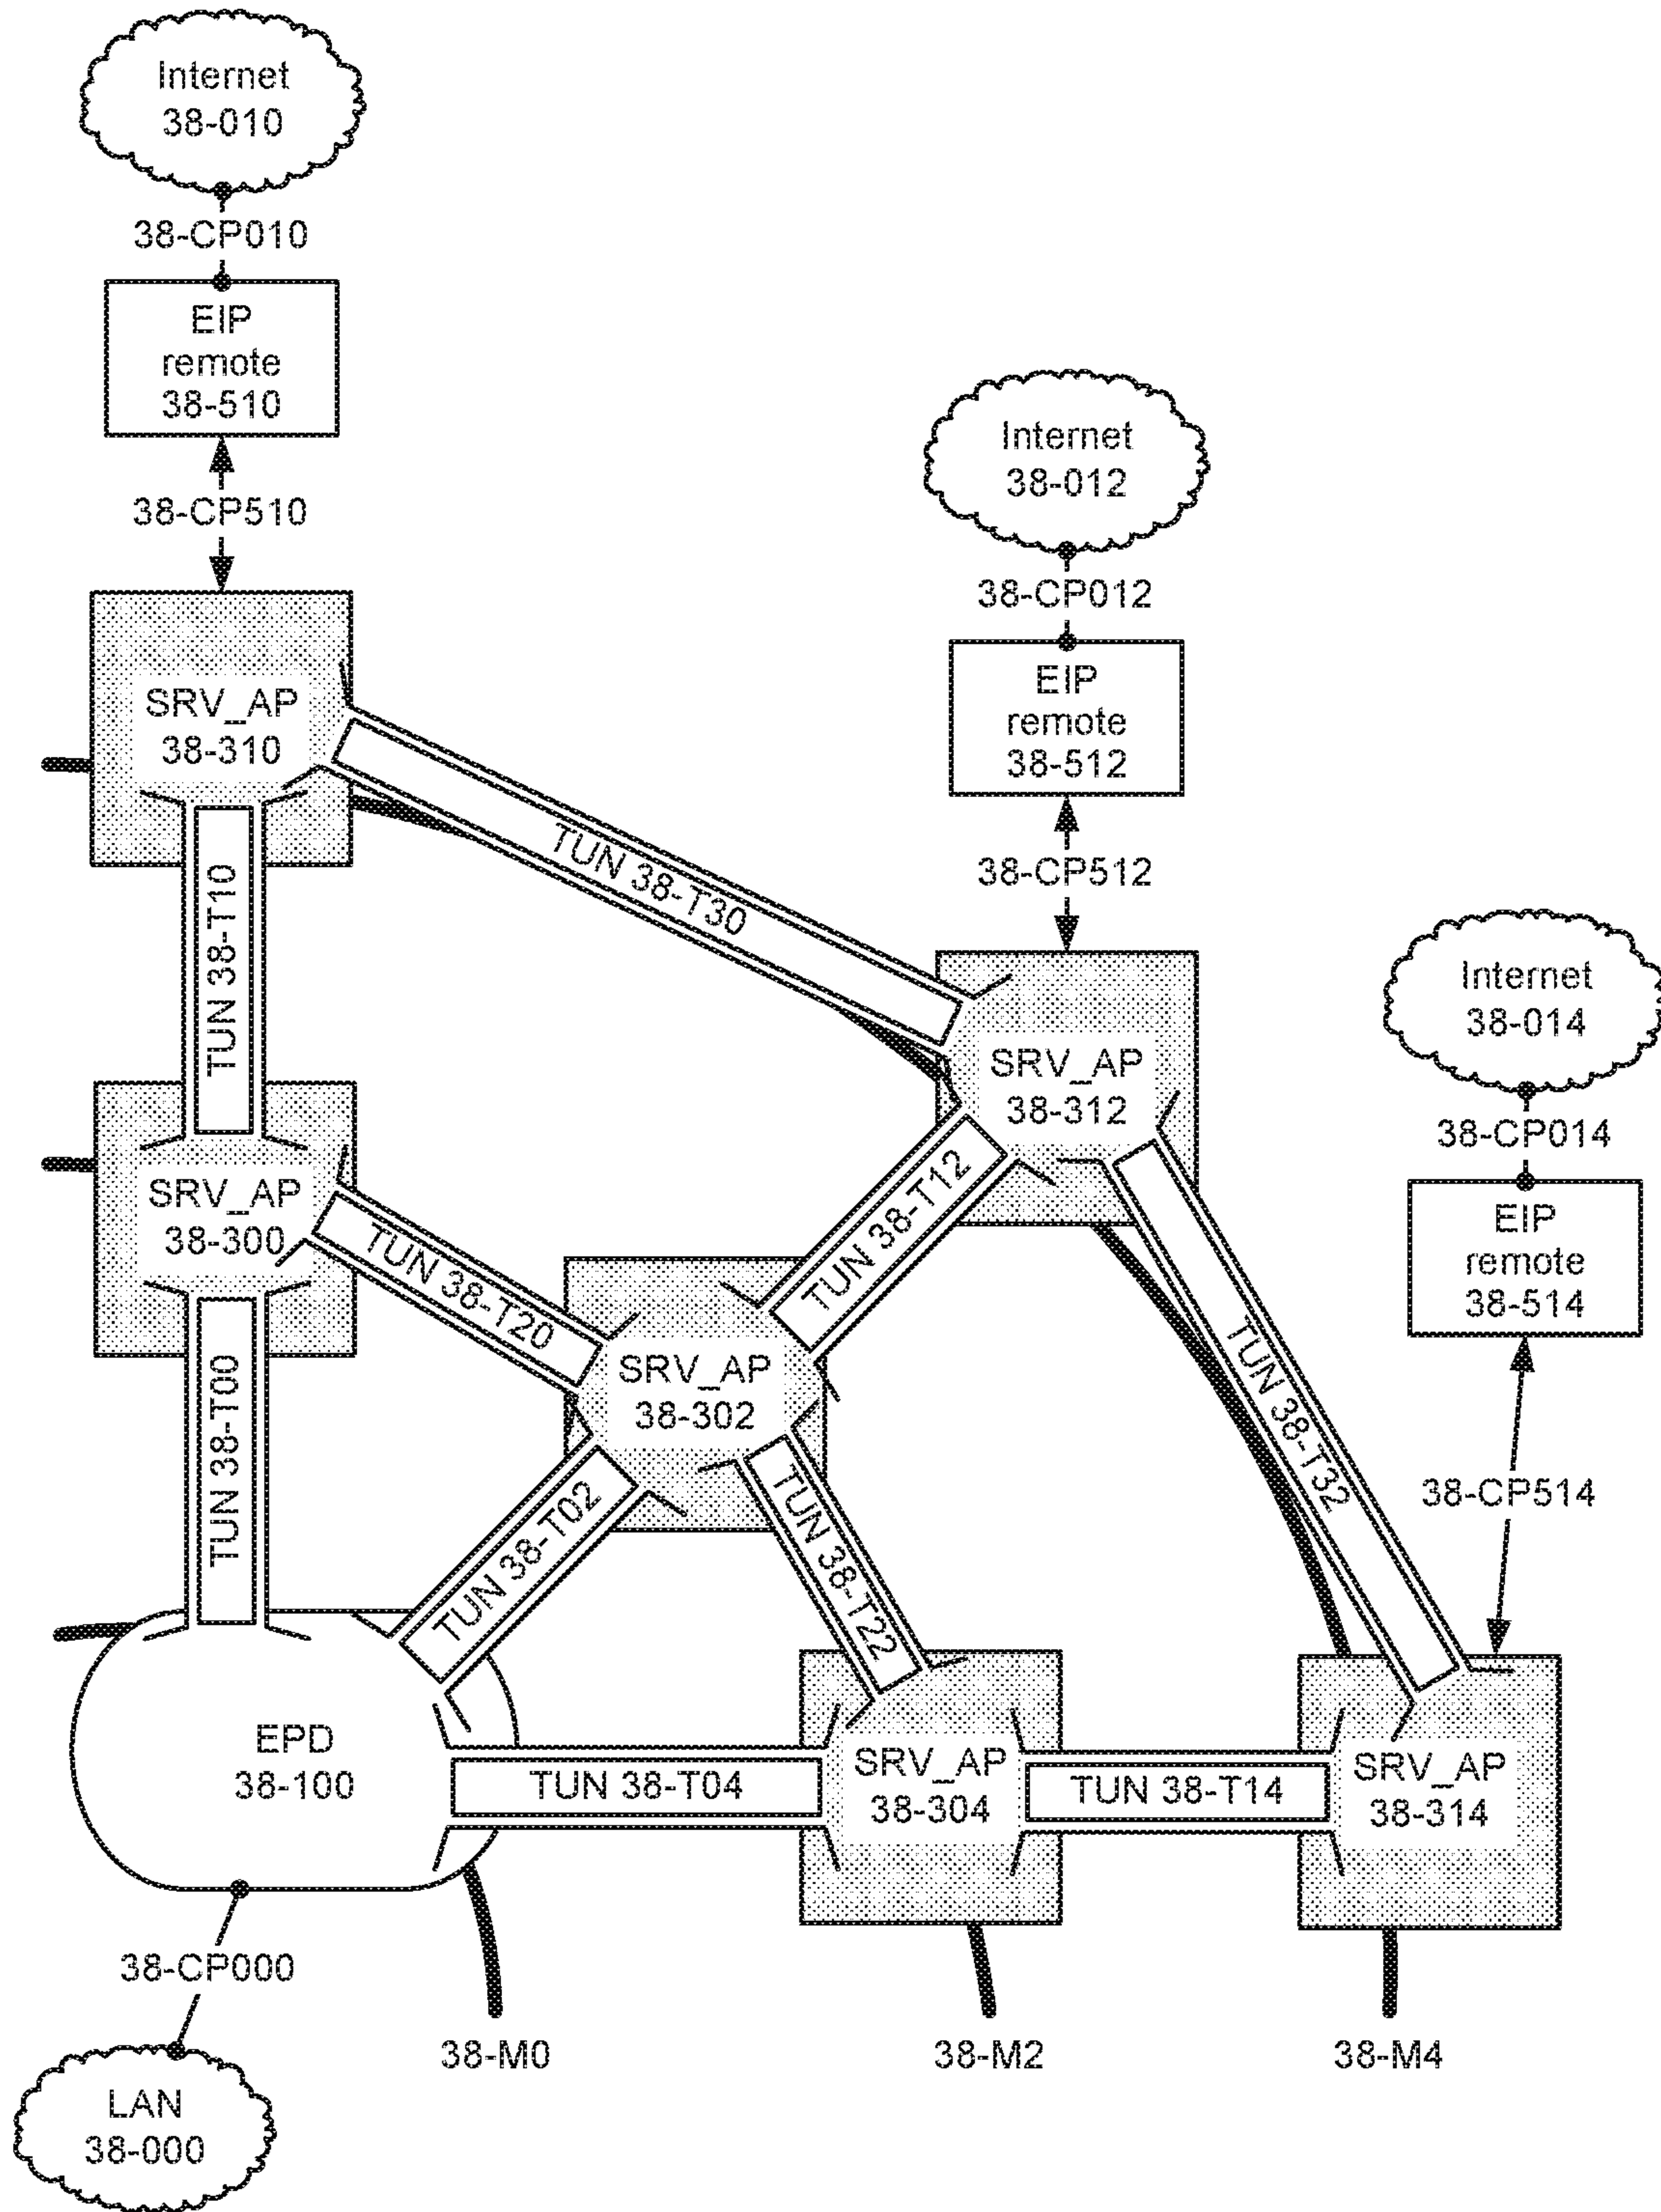 Internet
38-010
38-CP010
EIP
remote
38-510
38-CP510
Internet
38-012
38-CP012
EIP
remote
38-512
38-CP512
SRV_AP
38-310
TUN 38-T30
TUN 38-T10
Internet
38-014
38-CP014
EIP
remote
38-514
38-CP514
SRV_AP
38-312
SRV_AP
38-300
TUN 38-T20
TUN 38-T12
SRV_AP
38-302
TUN 38-T32
TUN 38-T00
TUN 38-T02
TUN 38-T22
EPD
38-100
TUN 38-T04
SRV_AP
38-304
TUN 38-T14
SRV_AP
38-314
38-CP000
38-M0
38-M2
38-M4
LAN
38-000